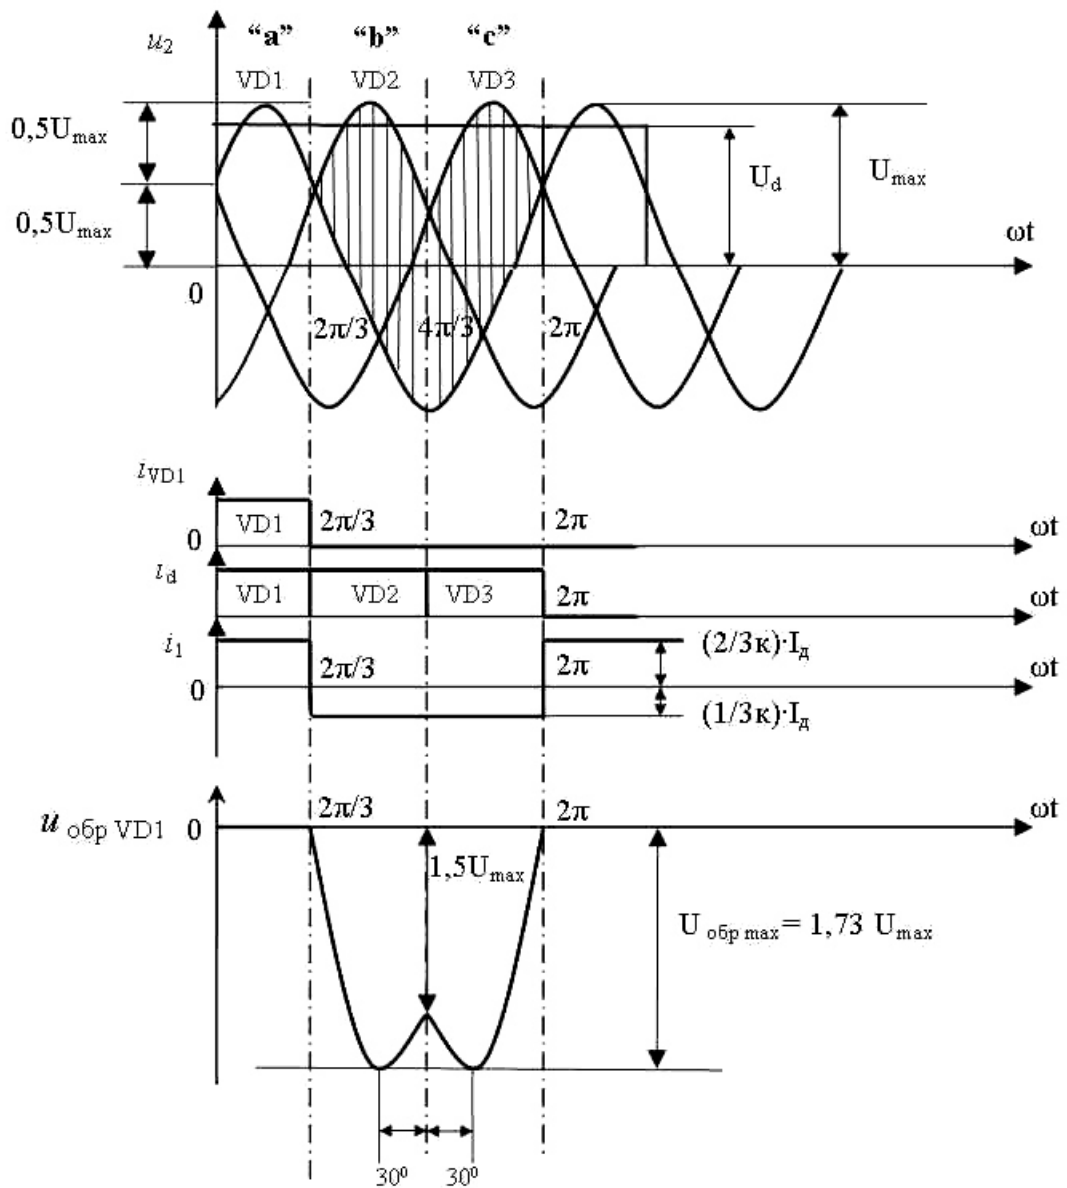 u2 “a” “b” “c”
VD1 VD2 VD3
0,5Umax
0,5Umax
Ud
Umax
ωt
0
2π/3 4π/3 2π
iVD1
VD1 2π/3 2π
0 ωt
id
VD1 VD2 VD3 2π ωt
i1
(2/3к)·Iд
2π/3 2π ωt
0
(1/3к)·Iд
2π/3 2π ωt
u обр VD1 0
1,5Umax
U обр max = 1,73 Umax
30⁰ 30⁰